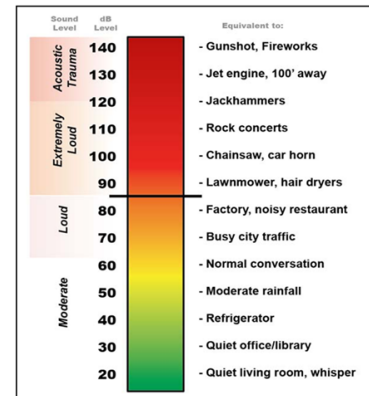 Sound Level
dB Level
Equivalent to:
Acoustic Trauma
Extremely Loud
Loud
Moderate
140 - Gunshot, Fireworks
130 - Jet engine, 100' away
120 - Jackhammers
110 - Rock concerts
100 - Chainsaw, car horn
90 - Lawnmower, hair dryers
80 - Factory, noisy restaurant
70 - Busy city traffic
60 - Normal conversation
50 - Moderate rainfall
40 - Refrigerator
30 - Quiet office/library
20 - Quiet living room, whisper